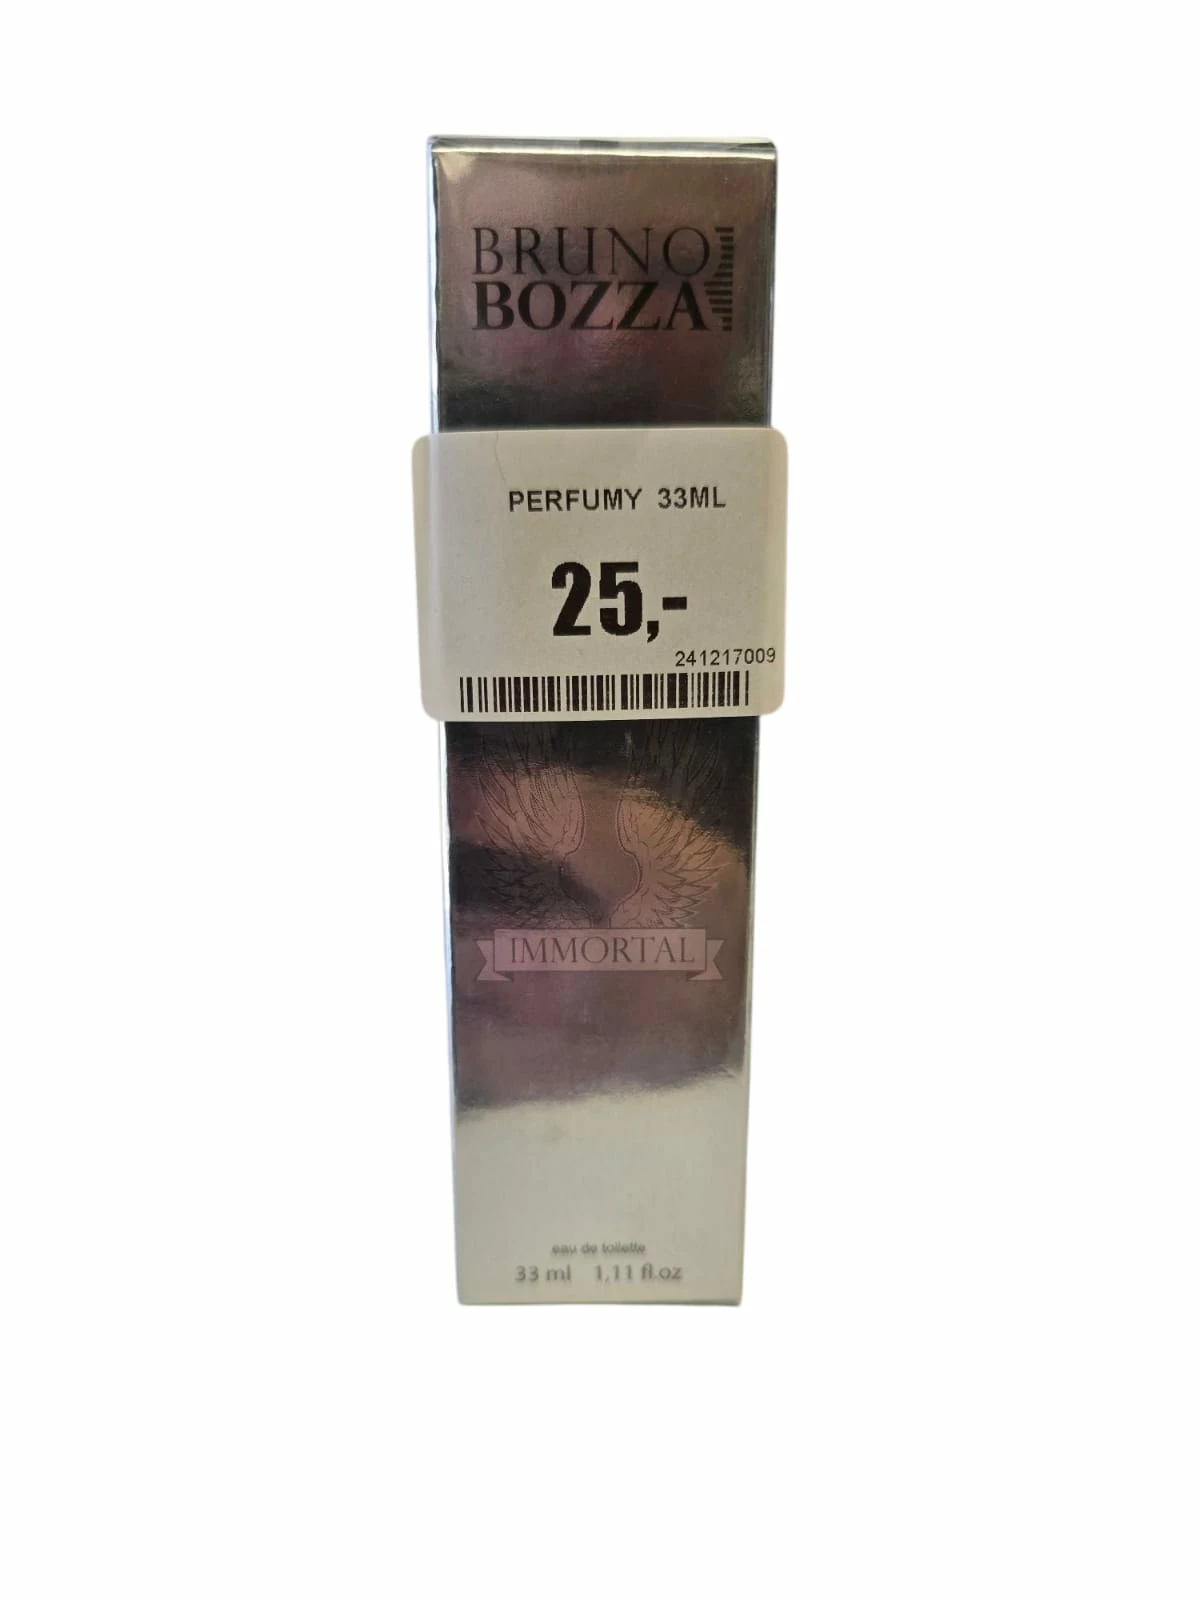 BRUNO
BOZZA
PERFUMY 33ML
25,-
241217009
IMMORTAL
eau de toilette
33 ml 1,11 fl.oz